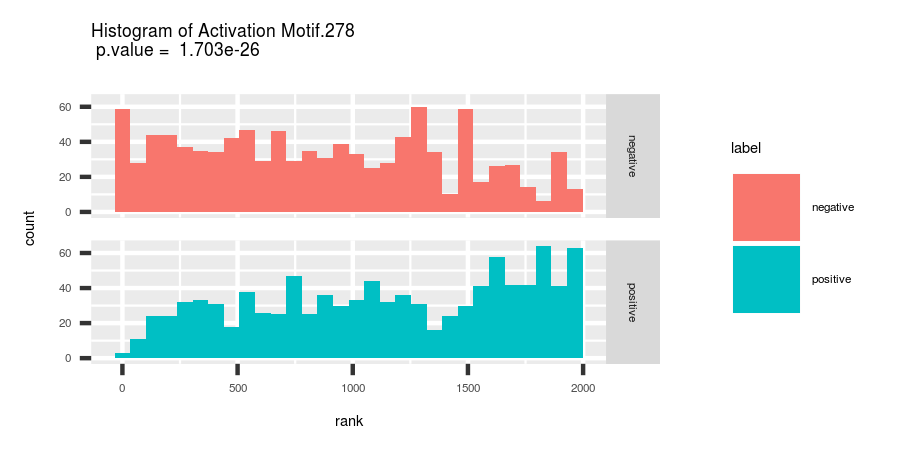 Histogram of Activation Motif.278
p.value =  1.703e-26
count
60
40
20
0
negative
60
40
20
0
positive
0 500 1000 1500 2000
rank
label
negative
positive